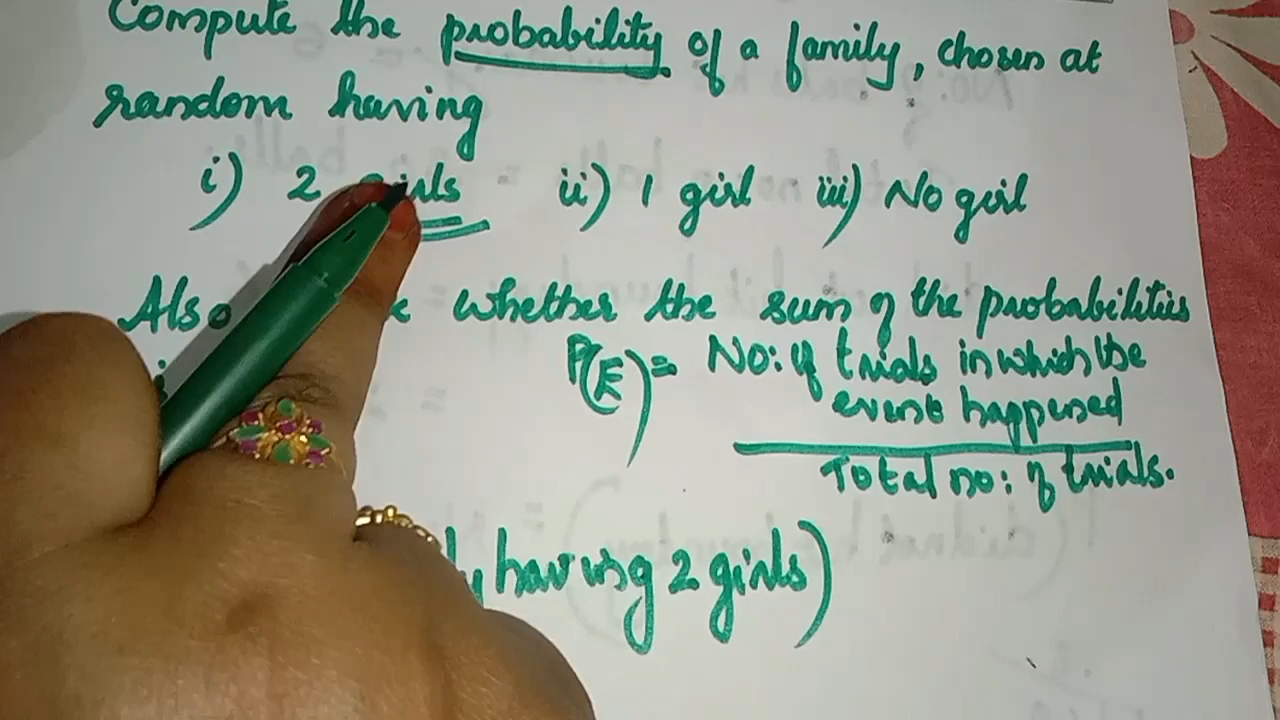 Compute the probability of a family, chosen at
random having
i) 2 girls ii) 1 girl iii) No girl
Also whether the sum of the probabilities
P(E) = No: of trials in which the
event happened
Total no: of trials.
having 2 girls)